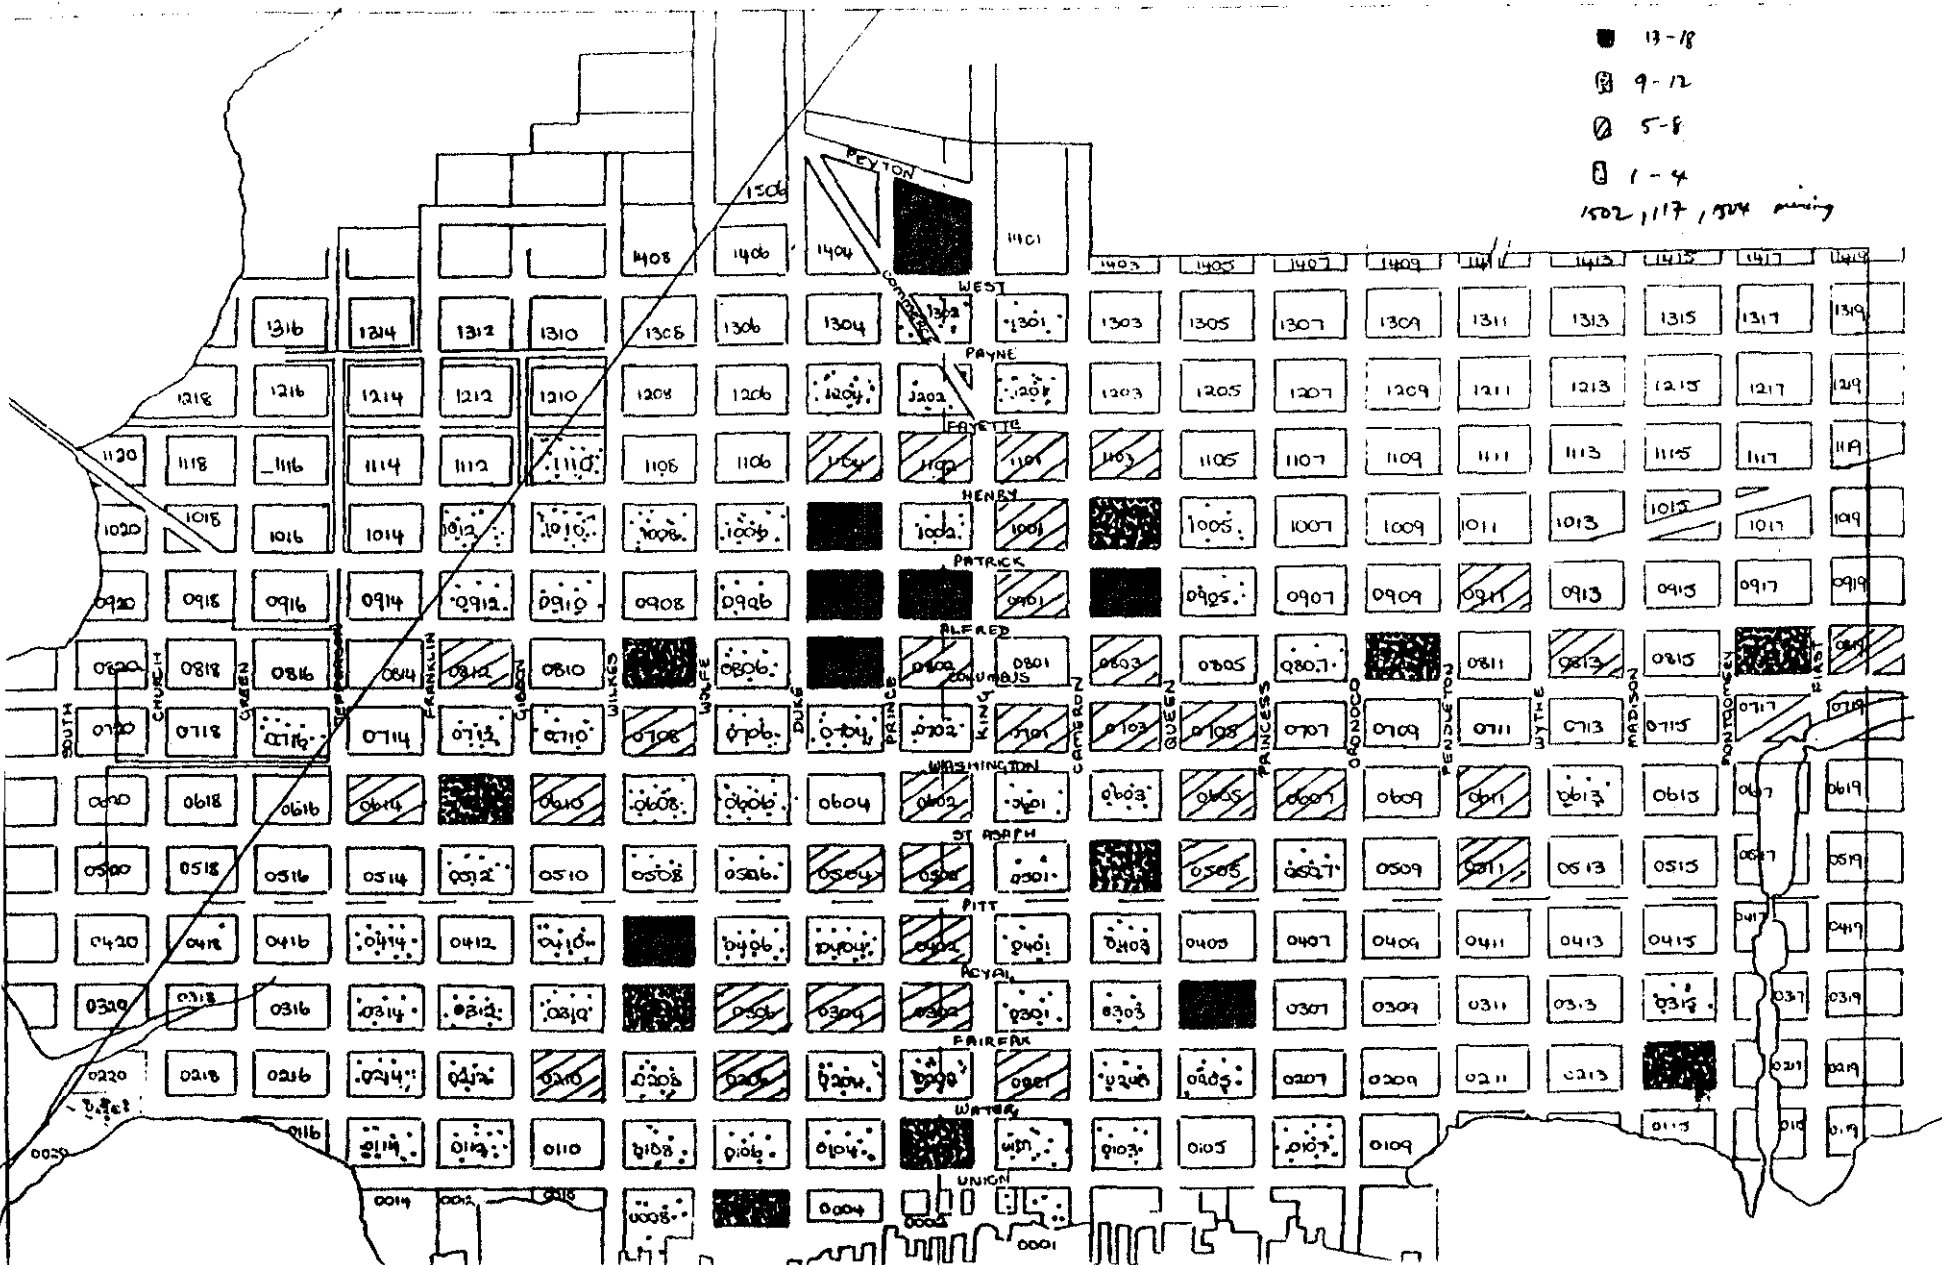 13-18
9-12
5-8
1-4
1502, 117, 1504 missing
PEYTON
1506
1408 1406 1404 1401
1403 1405 1407 1409 1411 1413 1415 1417 1419
COMMERCE
WEST
1316 1314 1312 1310 1308 1306 1304 1302 1301 1303 1305 1307 1309 1311 1313 1315 1317 1319
PAYNE
1218 1216 1214 1212 1210 1208 1206 1204 1202 1201 1203 1205 1207 1209 1211 1213 1215 1217 1219
FAYETTE
1120 1118 1116 1114 1112 1110 1108 1106 1104 1102 1101 1103 1105 1107 1109 1111 1113 1115 1117 1119
HENRY
1020 1018 1016 1014 1012 1010 1008 1006 1002 1001 1005 1007 1009 1011 1013 1015 1017 1019
PATRICK
0920 0918 0916 0914 0912 0910 0908 0906 0901 0905 0907 0909 0911 0913 0915 0917 0919
ALFRED
0820 0818 0816 0814 0812 0810 0806 0802 0801 0803 0805 0807 0811 0813 0815 0819
COLUMBUS
SOUTH CHURCH GREEN JEFFERSON FRANKLIN GIBBON WILKES WOLFE DUKE PRINCE KING CAMERON QUEEN PRINCESS ORONOCO PENDLETON WYTHE MADISON MONTGOMERY FIRST
0720 0718 0716 0714 0712 0710 0708 0706 0704 0702 0701 0703 0705 0707 0709 0711 0713 0715 0717 0719
WASHINGTON
0620 0618 0616 0614 0610 0608 0606 0604 0602 0601 0603 0605 0607 0609 0611 0613 0615 0617 0619
ST ASAPH
0520 0518 0516 0514 0512 0510 0508 0506 0504 0502 0501 0505 0507 0509 0511 0513 0515 0517 0519
PITT
0420 0418 0416 0414 0412 0410 0406 0404 0402 0401 0403 0405 0407 0409 0411 0413 0415 0417 0419
ROYAL
0320 0318 0316 0314 0312 0310 0306 0304 0302 0301 0303 0307 0309 0311 0313 0315 0317 0319
FAIRFAX
0220 0218 0216 0214 0212 0210 0208 0206 0204 0202 0201 0203 0205 0207 0209 0211 0213 0217 0219
WATER
0020 0116 0114 0112 0110 0108 0106 0104 0101 0103 0105 0107 0109 0115 0119
UNION
0014 0012 0010 0008 0004 0002 0001